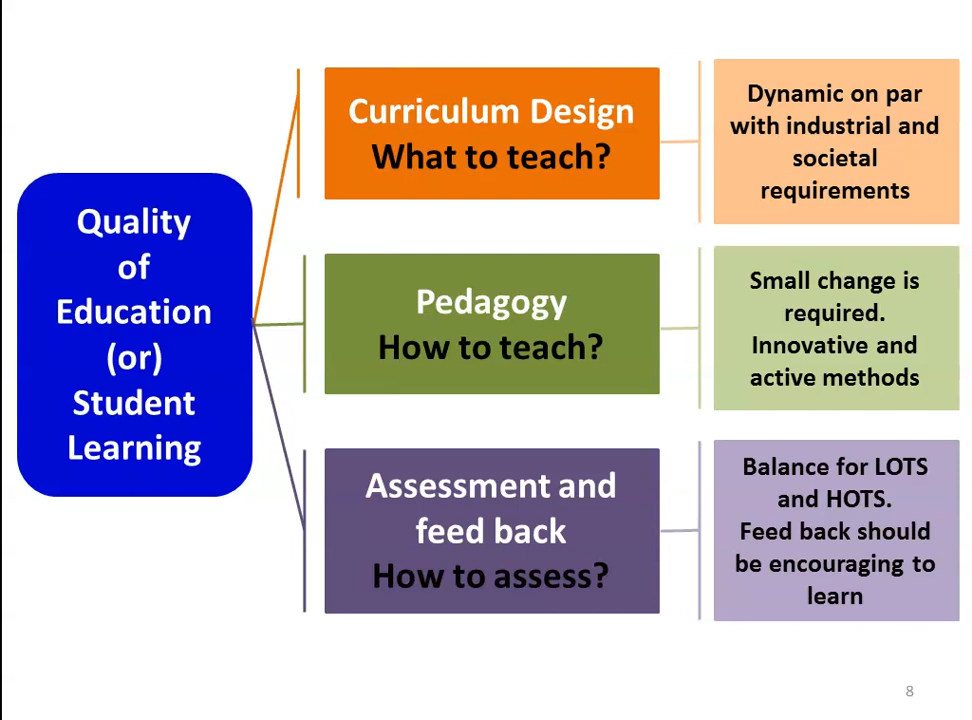 Quality
of
Education
(or)
Student
Learning
Curriculum Design
What to teach?
Dynamic on par
with industrial and
societal
requirements
Pedagogy
How to teach?
Small change is
required.
Innovative and
active methods
Assessment and
feed back
How to assess?
Balance for LOTS
and HOTS.
Feed back should
be encouraging to
learn
8